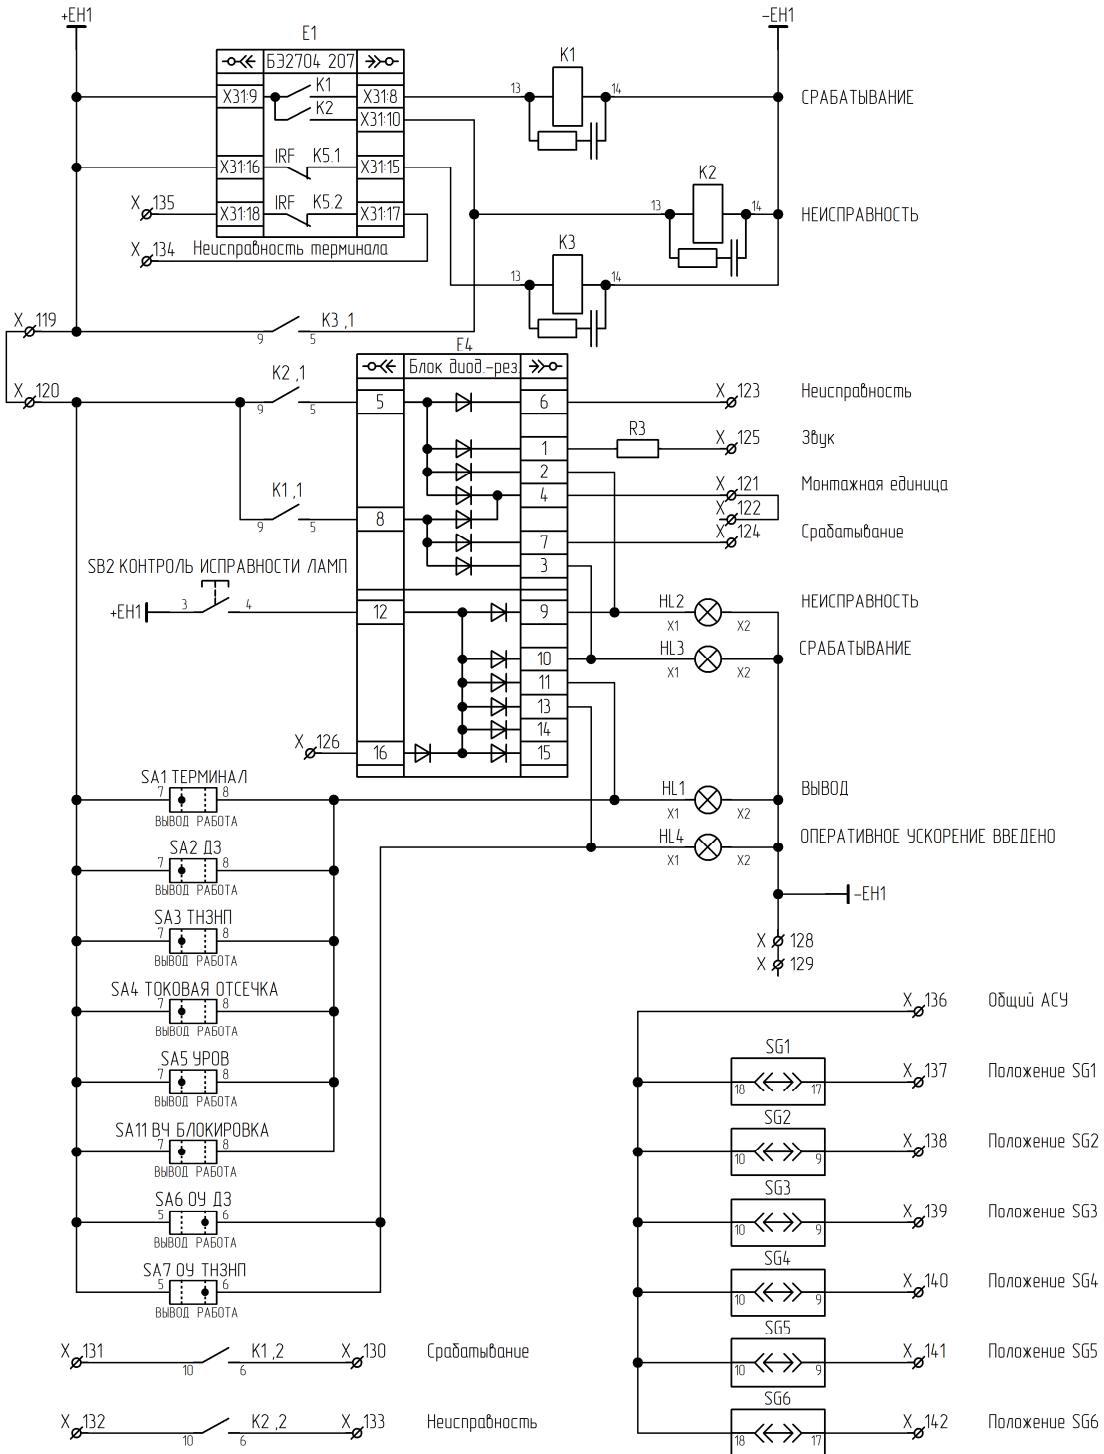 +ЕН1
−ЕН1
Е1
БЭ2704 207
Х31:9
К1
Х31:8
К2
Х31:10
Х31:16
IRF
К5.1
Х31:15
Х31:18
IRF
К5.2
Х31:17
Х 135
Х 134
Неисправность терминала
13
К1
14
СРАБАТЫВАНИЕ
13
К2
14
НЕИСПРАВНОСТЬ
13
К3
14
Х 119
9
К3 ,1
5
Х 120
К2 ,1
9
5
К1 ,1
9
5
Е4
Блок диод.-рез.
5
6
1
2
4
8
7
3
12
9
10
11
13
14
16
15
Х 123
Неисправность
R3
Х 125
Звук
Х 121
Монтажная единица
Х 122
Х 124
Срабатывание
SB2 КОНТРОЛЬ ИСПРАВНОСТИ ЛАМП
+ЕН1
3
4
HL2
Х1
Х2
НЕИСПРАВНОСТЬ
HL3
Х1
Х2
СРАБАТЫВАНИЕ
Х 126
SA1 ТЕРМИНАЛ
7
8
ВЫВОД РАБОТА
HL1
Х1
Х2
ВЫВОД
HL4
Х1
Х2
ОПЕРАТИВНОЕ УСКОРЕНИЕ ВВЕДЕНО
SA2 ДЗ
7
8
ВЫВОД РАБОТА
−ЕН1
SA3 ТНЗНП
7
8
ВЫВОД РАБОТА
Х 128
Х 129
SA4 ТОКОВАЯ ОТСЕЧКА
7
8
ВЫВОД РАБОТА
SA5 УРОВ
7
8
ВЫВОД РАБОТА
SA11 ВЧ БЛОКИРОВКА
7
8
ВЫВОД РАБОТА
SA6 ОУ ДЗ
5
6
ВЫВОД РАБОТА
SA7 ОУ ТНЗНП
5
6
ВЫВОД РАБОТА
Х 131
10
К1 ,2
6
Х 130
Срабатывание
Х 132
10
К2 ,2
6
Х 133
Неисправность
Х 136
Общий АСУ
SG1
18
17
Х 137
Положение SG1
SG2
10
9
Х 138
Положение SG2
SG3
10
9
Х 139
Положение SG3
SG4
10
9
Х 140
Положение SG4
SG5
10
9
Х 141
Положение SG5
SG6
18
17
Х 142
Положение SG6